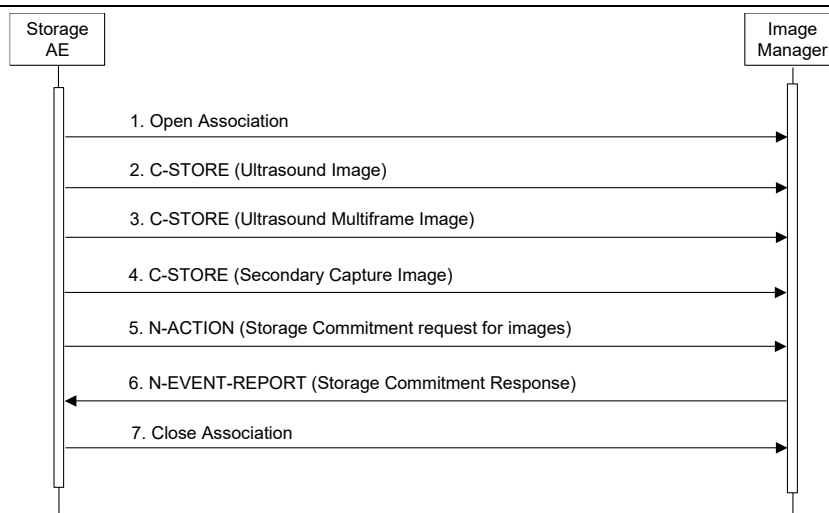 Storage
AE
Image
Manager
1. Open Association
2. C-STORE (Ultrasound Image)
3. C-STORE (Ultrasound Multiframe Image)
4. C-STORE (Secondary Capture Image)
5. N-ACTION (Storage Commitment request for images)
6. N-EVENT-REPORT (Storage Commitment Response)
7. Close Association